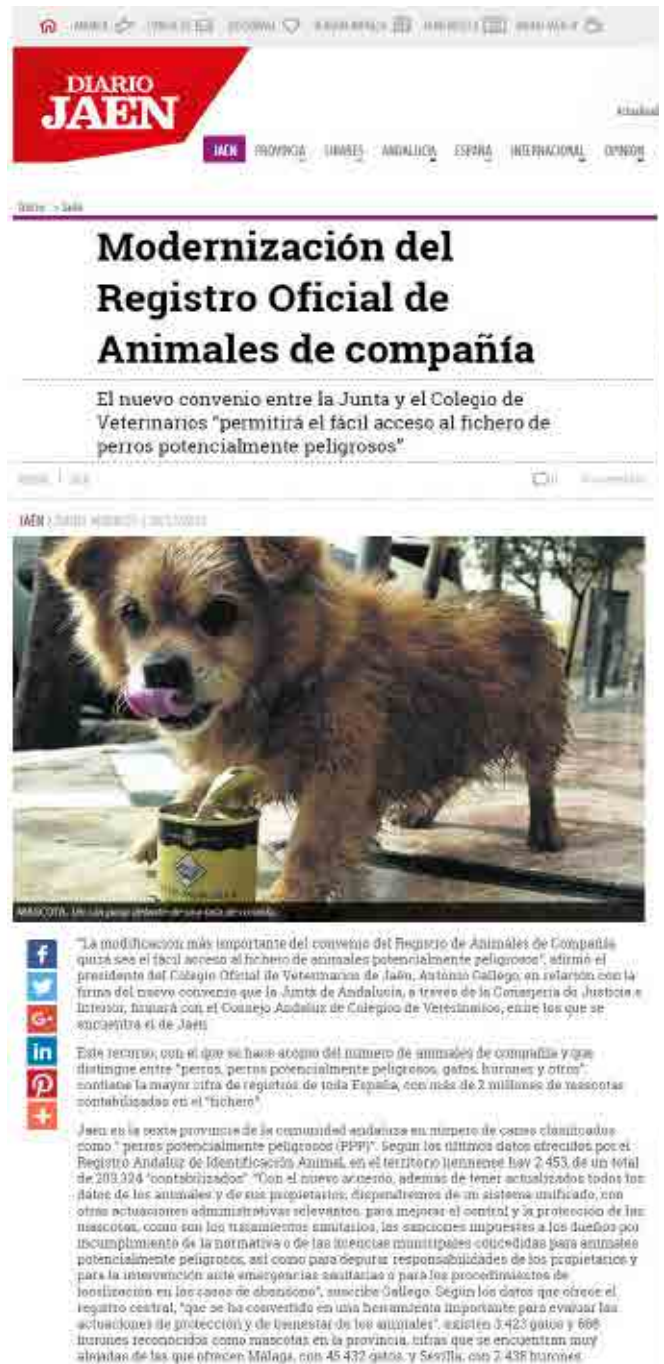 DIARIO
JAEN
JAÉN PROVINCIA LINARES ANDALUCÍA ESPAÑA INTERNACIONAL OPINIÓN
Inicio > Jaén
Modernización del
Registro Oficial de
Animales de compañía
El nuevo convenio entre la Junta y el Colegio de
Veterinarios "permitirá el fácil acceso al fichero de
perros potencialmente peligrosos"
JAÉN
MASCOTA. Un can posa delante de una lata de comida.
"La modificación más importante del convenio del Registro de Animales de Compañía
quizá sea el fácil acceso al fichero de animales potencialmente peligrosos", afirmó el
presidente del Colegio Oficial de Veterinarios de Jaén, Antonio Gallego, en relación con la
firma del nuevo convenio que la Junta de Andalucía, a través de la Consejería de Justicia e
Interior, firmará con el Consejo Andaluz de Colegios de Veterinarios, entre los que se
encuentra el de Jaén
Este recurso, con el que se hace acopio del número de animales de compañía y que
distingue entre "perros, perros potencialmente peligrosos, gatos, hurones y otros",
contiene la mayor cifra de registros de toda España, con más de 2 millones de mascotas
contabilizadas en el "fichero"
Jaén es la sexta provincia de la comunidad andaluza en número de canes clasificados
como " perros potencialmente peligrosos (PPP)". Según los últimos datos ofrecidos por el
Registro Andaluz de Identificación Animal, en el territorio jiennense hay 2.453, de un total
de 203.324 "contabilizados". "Con el nuevo acuerdo, además de tener actualizados todos los
datos de los animales y de sus propietarios, dispondremos de un sistema unificado, con
otras actuaciones administrativas relevantes, para mejorar el control y la protección de las
mascotas, como son los tratamientos sanitarios, las sanciones impuestas a los dueños por
incumplimiento de la normativa o de las licencias municipales concedidas para animales
potencialmente peligrosos, así como para depurar responsabilidades de los propietarios y
para la intervención ante emergencias sanitarias o para los procedimientos de
localización en los casos de abandono", suscribe Gallego. Según los datos que ofrece el
registro central, "que se ha convertido en una herramienta importante para evaluar las
actuaciones de protección y de bienestar de los animales", existen 3.423 gatos y 666
hurones reconocidos como mascotas en la provincia, cifras que se encuentran muy
alejadas de las que ofrecen Málaga, con 45.432 gatos, y Sevilla, con 2.438 hurones.